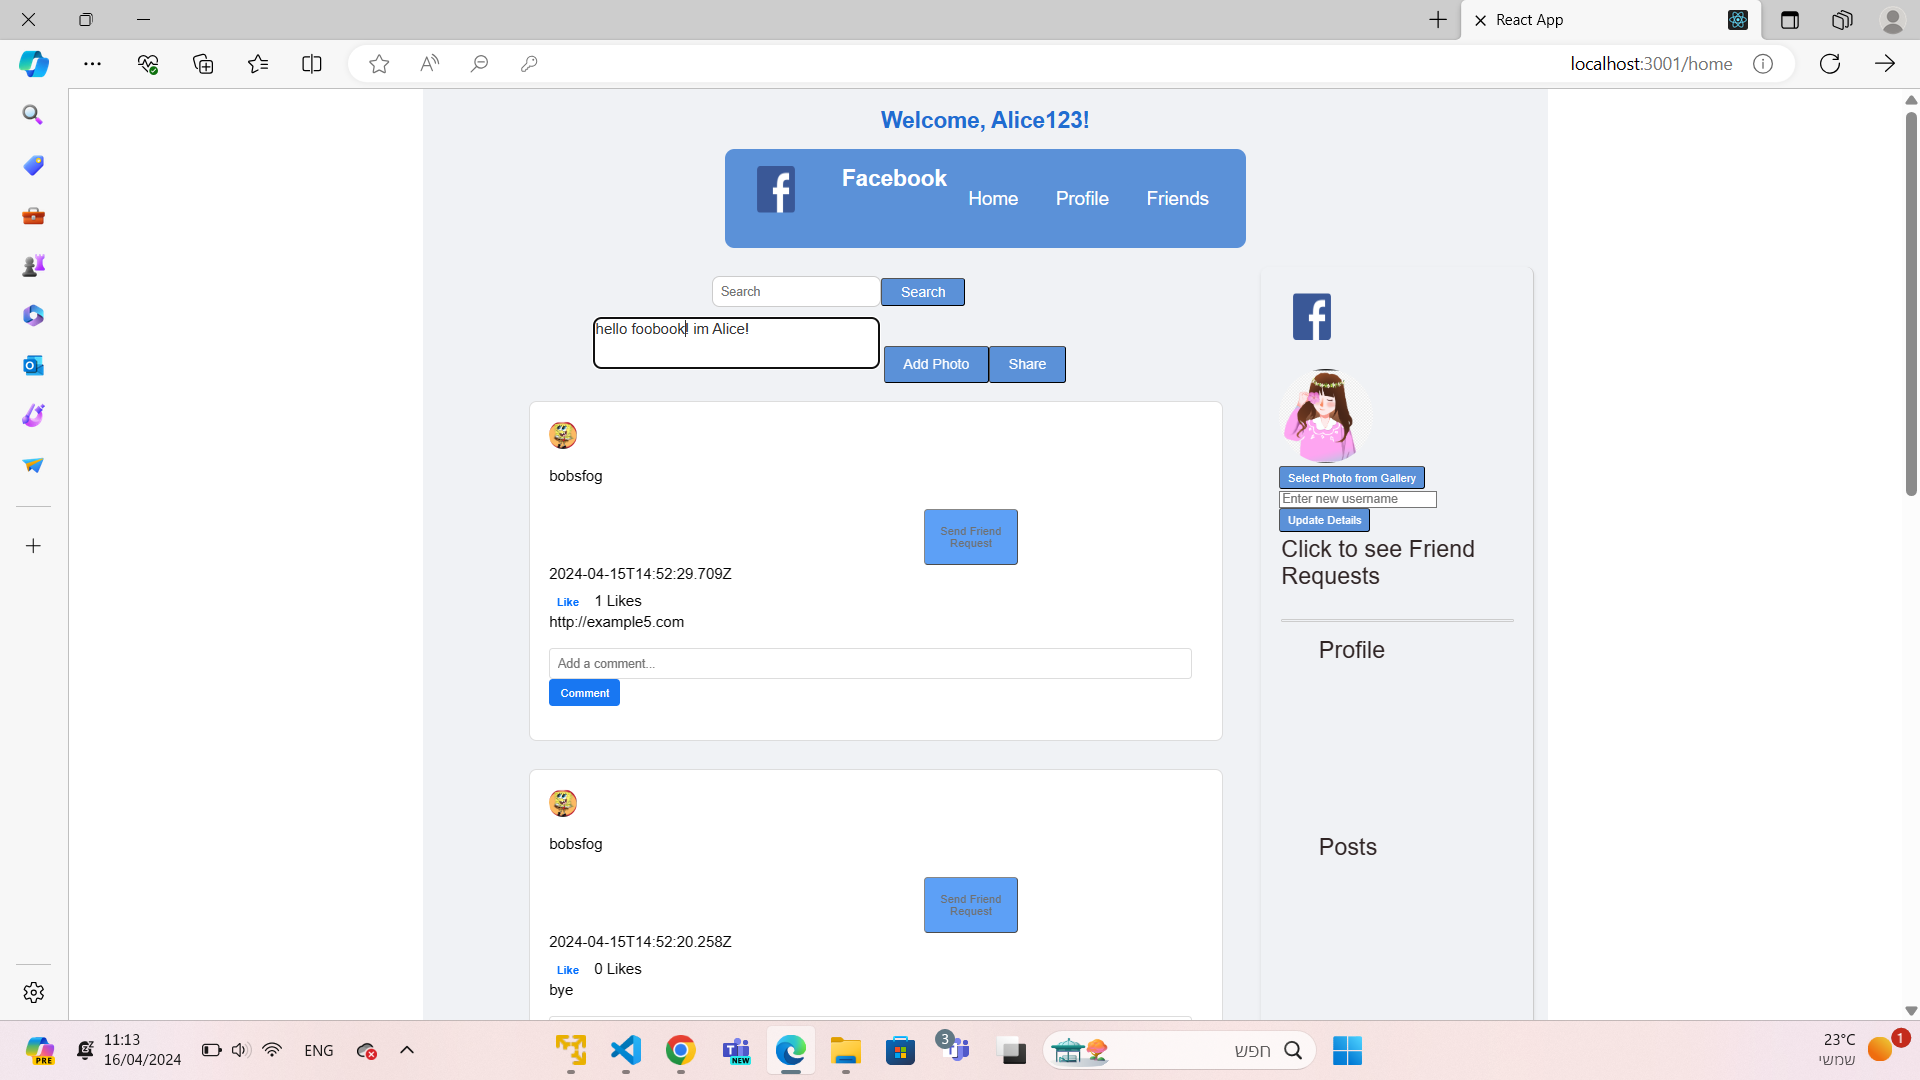 React App
localhost:3001/home
Welcome, Alice123!
Facebook
Home
Profile
Friends
Search
Search
hello foobook! im Alice!
Add Photo
Share
bobsfog
Send Friend
Request
2024-04-15T14:52:29.709Z
Like
1 Likes
http://example5.com
Add a comment...
Comment
bobsfog
Send Friend
Request
2024-04-15T14:52:20.258Z
Like
0 Likes
bye
Select Photo from Gallery
Enter new username
Update Details
Click to see Friend
Requests
Profile
Posts
PRE
11:13
16/04/2024
ENG
NEW
3
חפש
23°C
שמשי
1